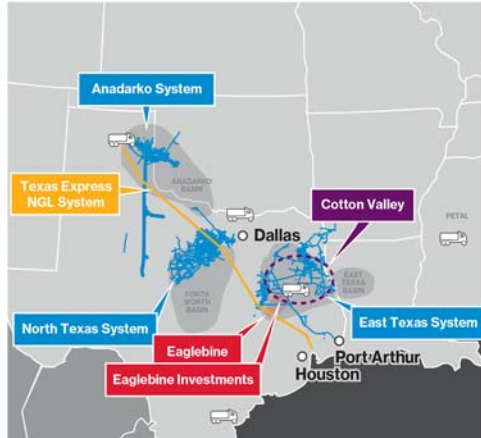 Anadarko System
Texas Express
NGL System
ANADARKO
BASIN
Cotton Valley
PETAL
Dallas
EAST
TEXAS
BASIN
FORTH
WORTH
BASIN
North Texas System
East Texas System
Eaglebine
Port Arthur
Eaglebine Investments
Houston